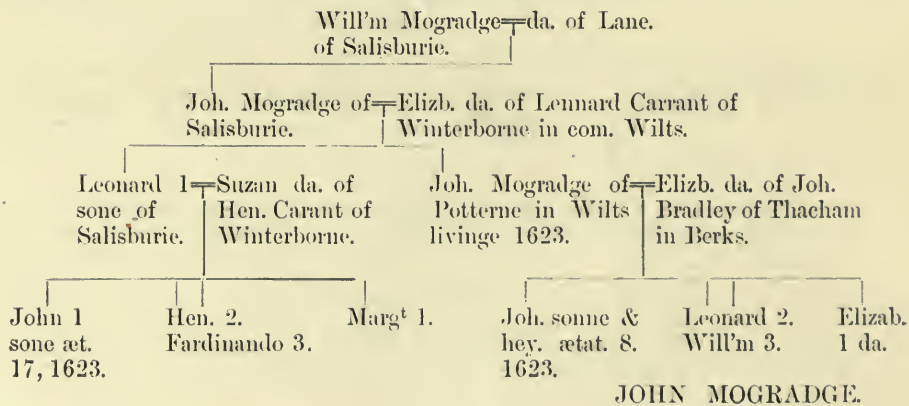 Will'm Mogradge da. of Lane.
of Salisburie.
Joh. Mogradge of Elizb. da. of Lennard Carrant of
Salisburie. Winterborne in com. Wilts.
Leonard 1 Suzan da. of Joh. Mogradge of Elizb. da. of Joh.
sone of Hen. Carant of Potterne in Wilts Bradley of Thacham
Salisburie. Winterborne. livinge 1623. in Berks.
John 1 Hen. 2. Margt 1. Joh. sonne & Leonard 2. Elizab.
sone æt. Fardinando 3. hey. ætat. 8. Will'm 3. 1 da.
17, 1623. 1623.
JOHN MOGRADGE.